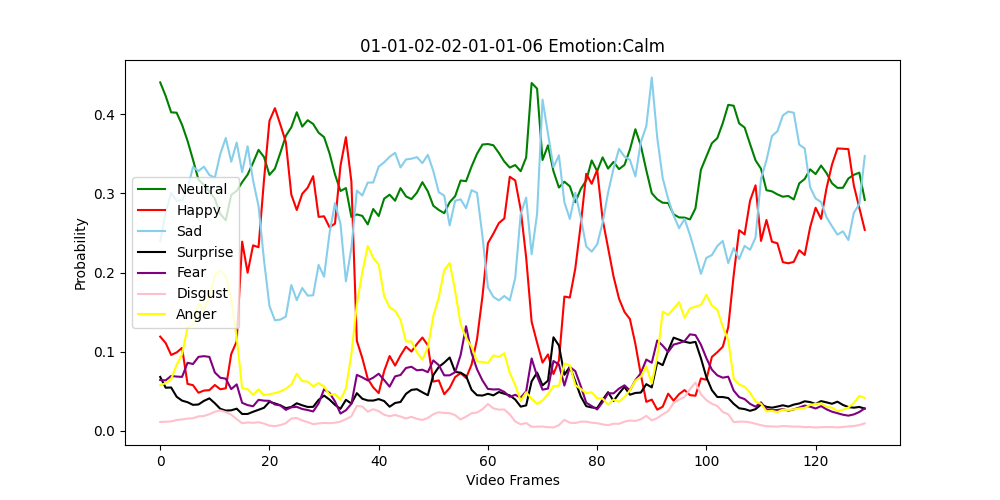 01-01-02-02-01-01-06 Emotion:Calm
Probability
0.4
0.3
0.2
0.1
0.0
Neutral
Happy
Sad
Surprise
Fear
Disgust
Anger
0 20 40 60 80 100 120
Video Frames